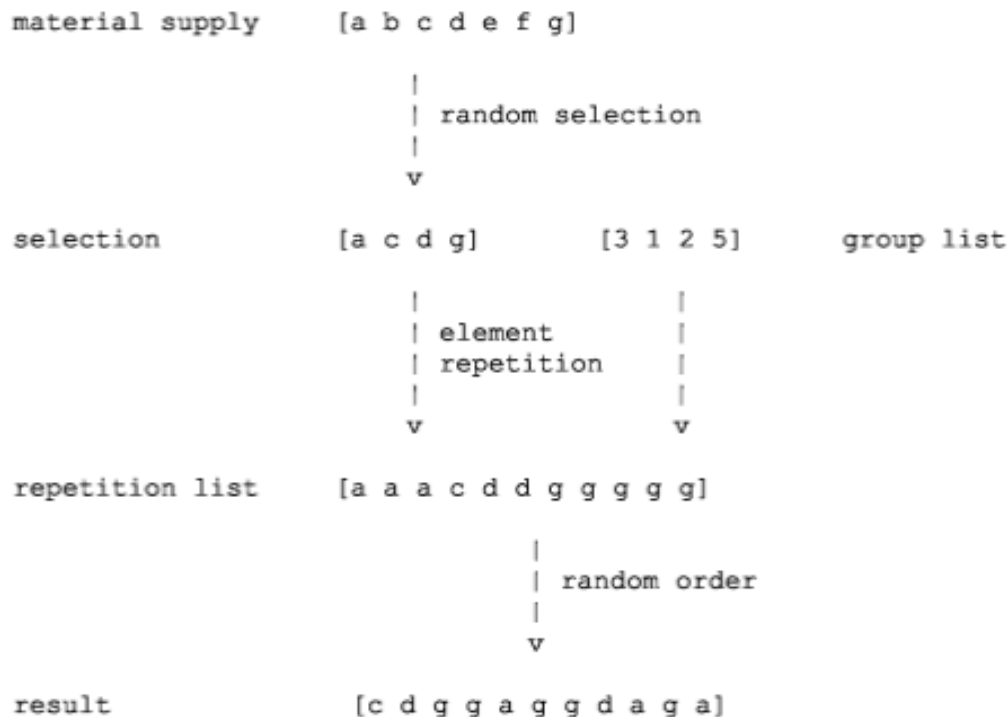 material supply [a b c d e f g]
random selection
selection [a c d g] [3 1 2 5] group list
element
repetition
v v
repetition list [a a a c d d g g g g g]
random order
v
result [c d g g a g g d a g a]